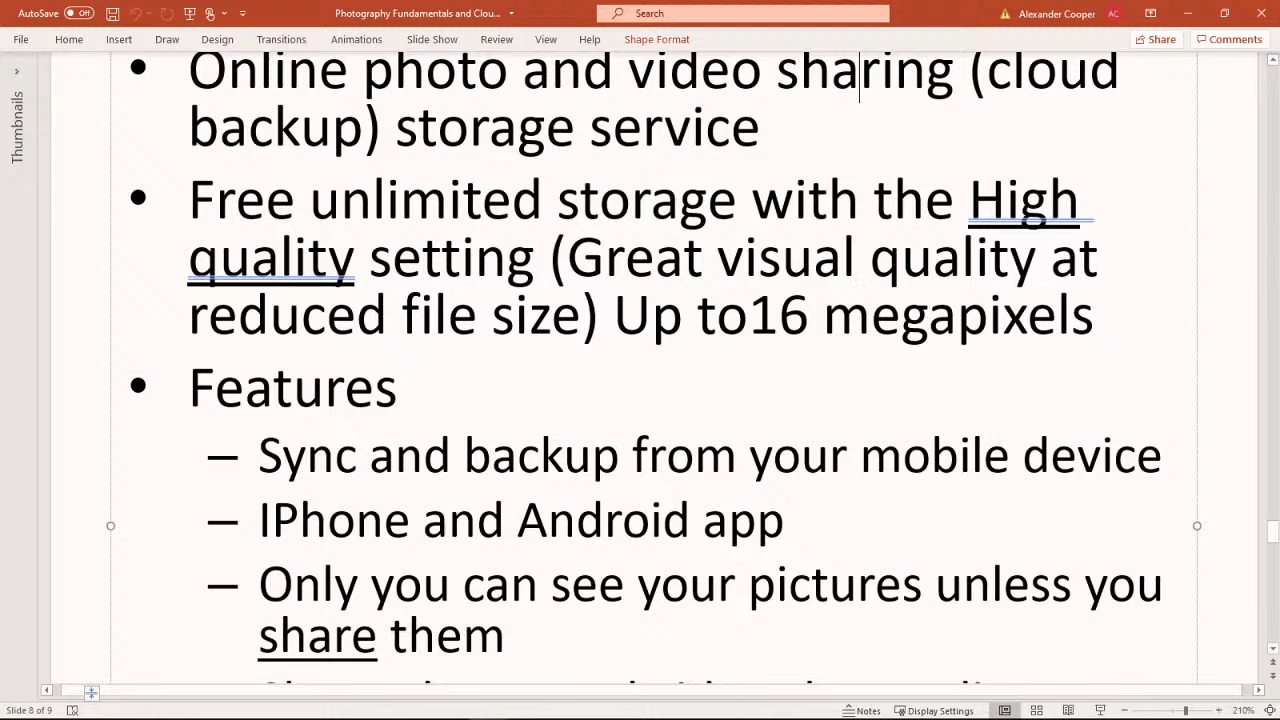 AutoSave Off Photography Fundamentals and Clou... Search Alexander Cooper AC
File Home Insert Draw Design Transitions Animations Slide Show Review View Help Shape Format Share Comments
Thumbnails
• Online photo and video sharing (cloud
backup) storage service
• Free unlimited storage with the High
quality setting (Great visual quality at
reduced file size) Up to16 megapixels
• Features
– Sync and backup from your mobile device
– IPhone and Android app
– Only you can see your pictures unless you
share them
Slide 8 of 9 Notes Display Settings 210%